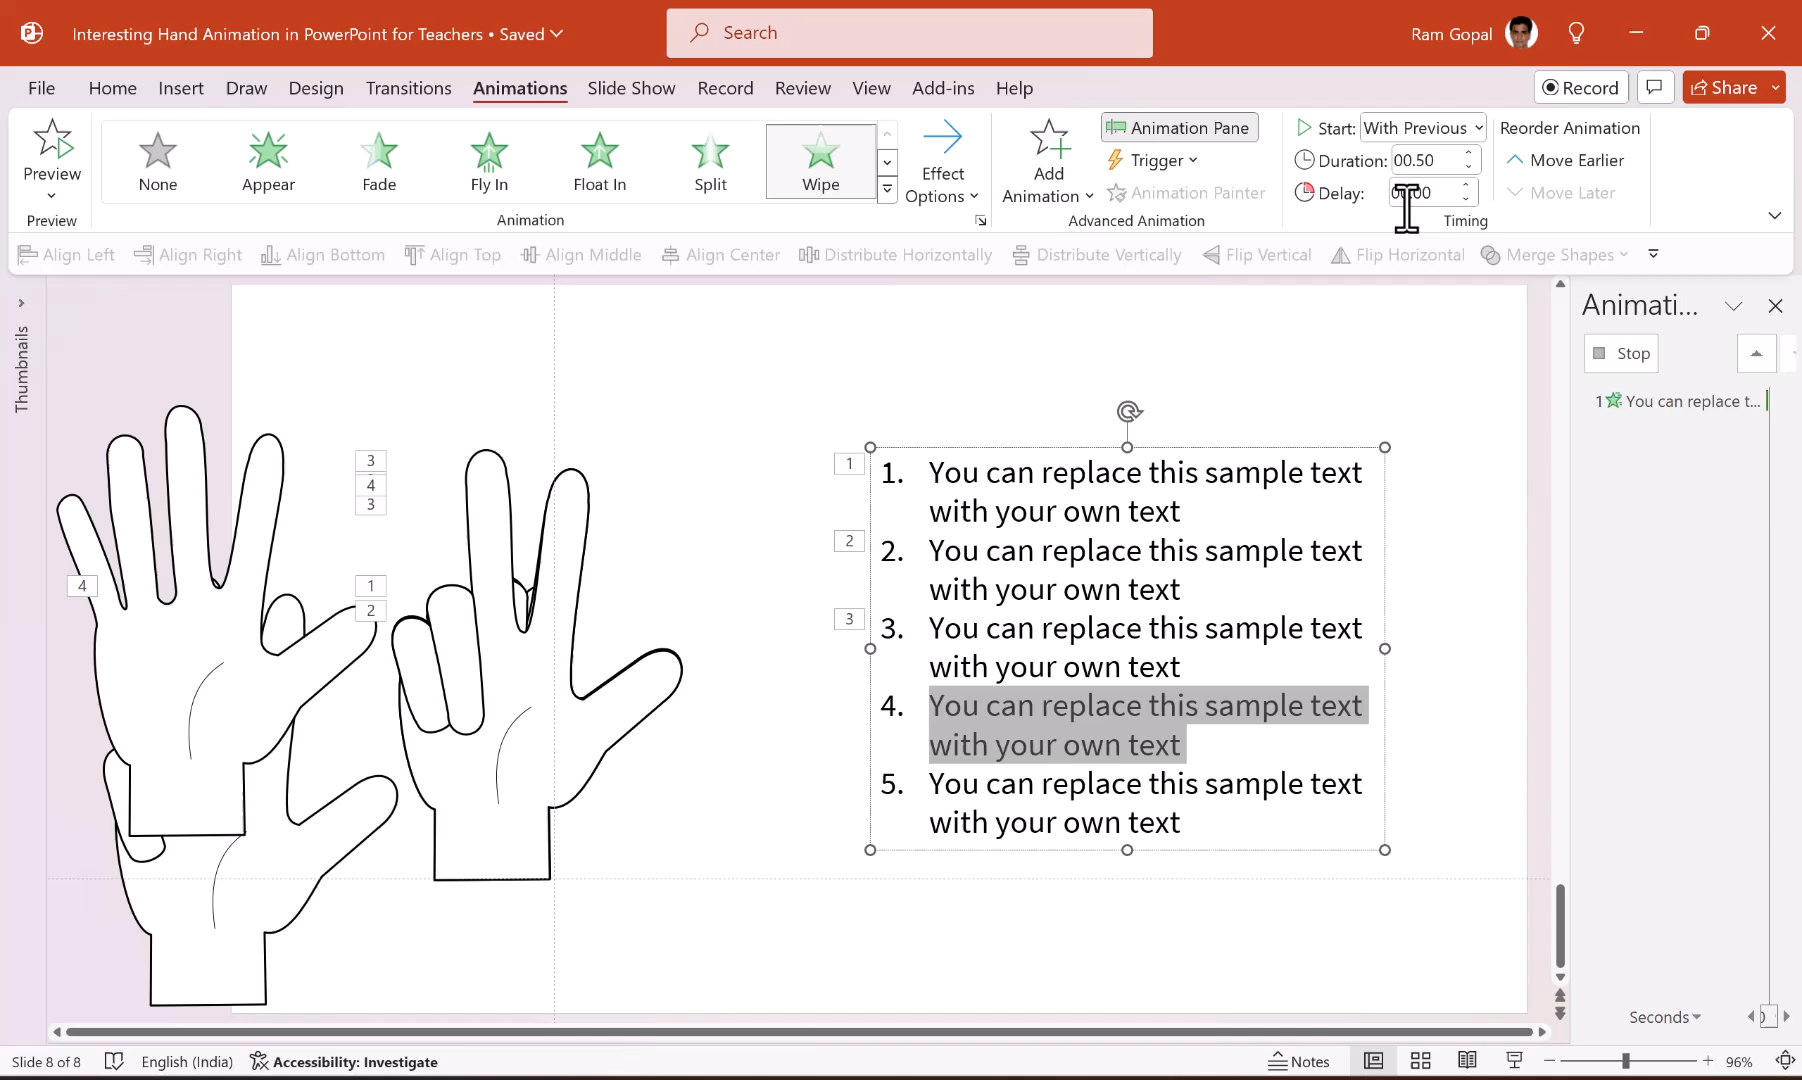 Interesting Hand Animation in PowerPoint for Teachers • Saved
Search
Ram Gopal
File Home Insert Draw Design Transitions Animations Slide Show Record Review View Add-ins Help
Record
Share
Preview
None Appear Fade Fly In Float In Split Wipe
Effect Options
Add Animation
Animation Pane
Trigger
Animation Painter
Start: With Previous
Duration: 00.50
Delay:
Reorder Animation
Move Earlier
Move Later
Preview Animation Advanced Animation Timing
Align Left Align Right Align Bottom Align Top Align Middle Align Center Distribute Horizontally Distribute Vertically Flip Vertical Flip Horizontal Merge Shapes
Thumbnails
Animati...
Stop
1 You can replace t...
3
4
3
4
1
2
1
2
3
1. You can replace this sample text
with your own text
2. You can replace this sample text
with your own text
3. You can replace this sample text
with your own text
4. You can replace this sample text
with your own text
5. You can replace this sample text
with your own text
Seconds
Slide 8 of 8 English (India) Accessibility: Investigate Notes 96%